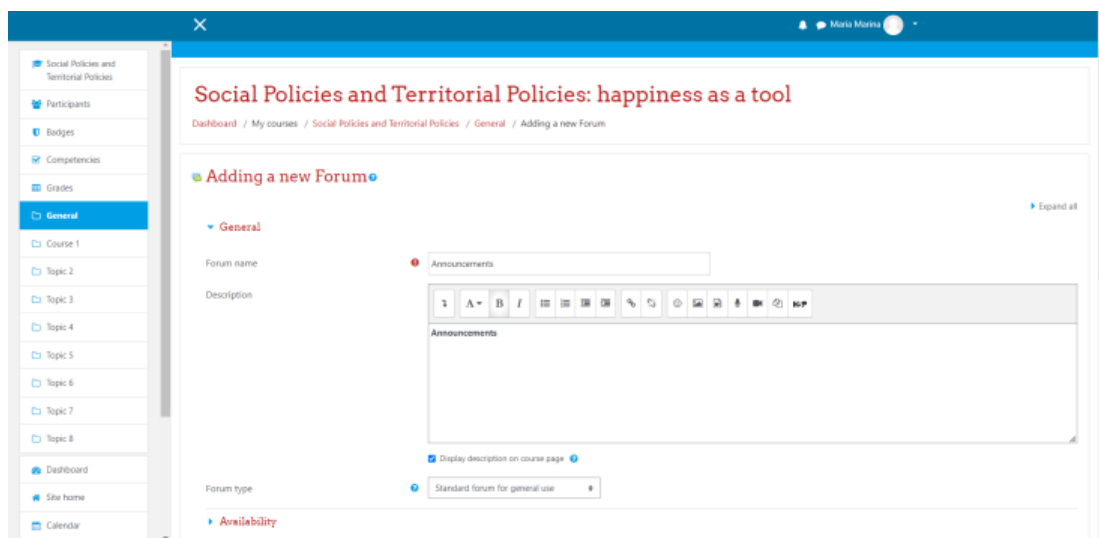 Maria Marina
Social Policies and
Territorial Policies
Participants
Badges
Competencies
Grades
General
Course 1
Topic 2
Topic 3
Topic 4
Topic 5
Topic 6
Topic 7
Topic 8
Dashboard
Site home
Calendar
Social Policies and Territorial Policies: happiness as a tool
Dashboard / My courses / Social Policies and Territorial Policies / General / Adding a new Forum
Adding a new Forum
Expand all
General
Forum name
Announcements
Description
A B I H-P
Announcements
Display description on course page
Forum type
Standard forum for general use
Availability